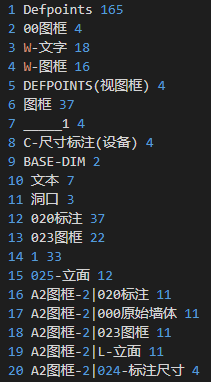 1 Defpoints 165
2 00图框 4
3 W-文字 18
4 W-图框 16
5 DEFPOINTS(视图框) 4
6 图框 37
7 _____1 4
8 C-尺寸标注(设备) 4
9 BASE-DIM 2
10 文本 7
11 洞口 3
12 020标注 37
13 023图框 22
14 1 33
15 025-立面 12
16 A2图框-2|020标注 11
17 A2图框-2|000原始墙体 11
18 A2图框-2|023图框 11
19 A2图框-2|L-立面 11
20 A2图框-2|024-标注尺寸 4